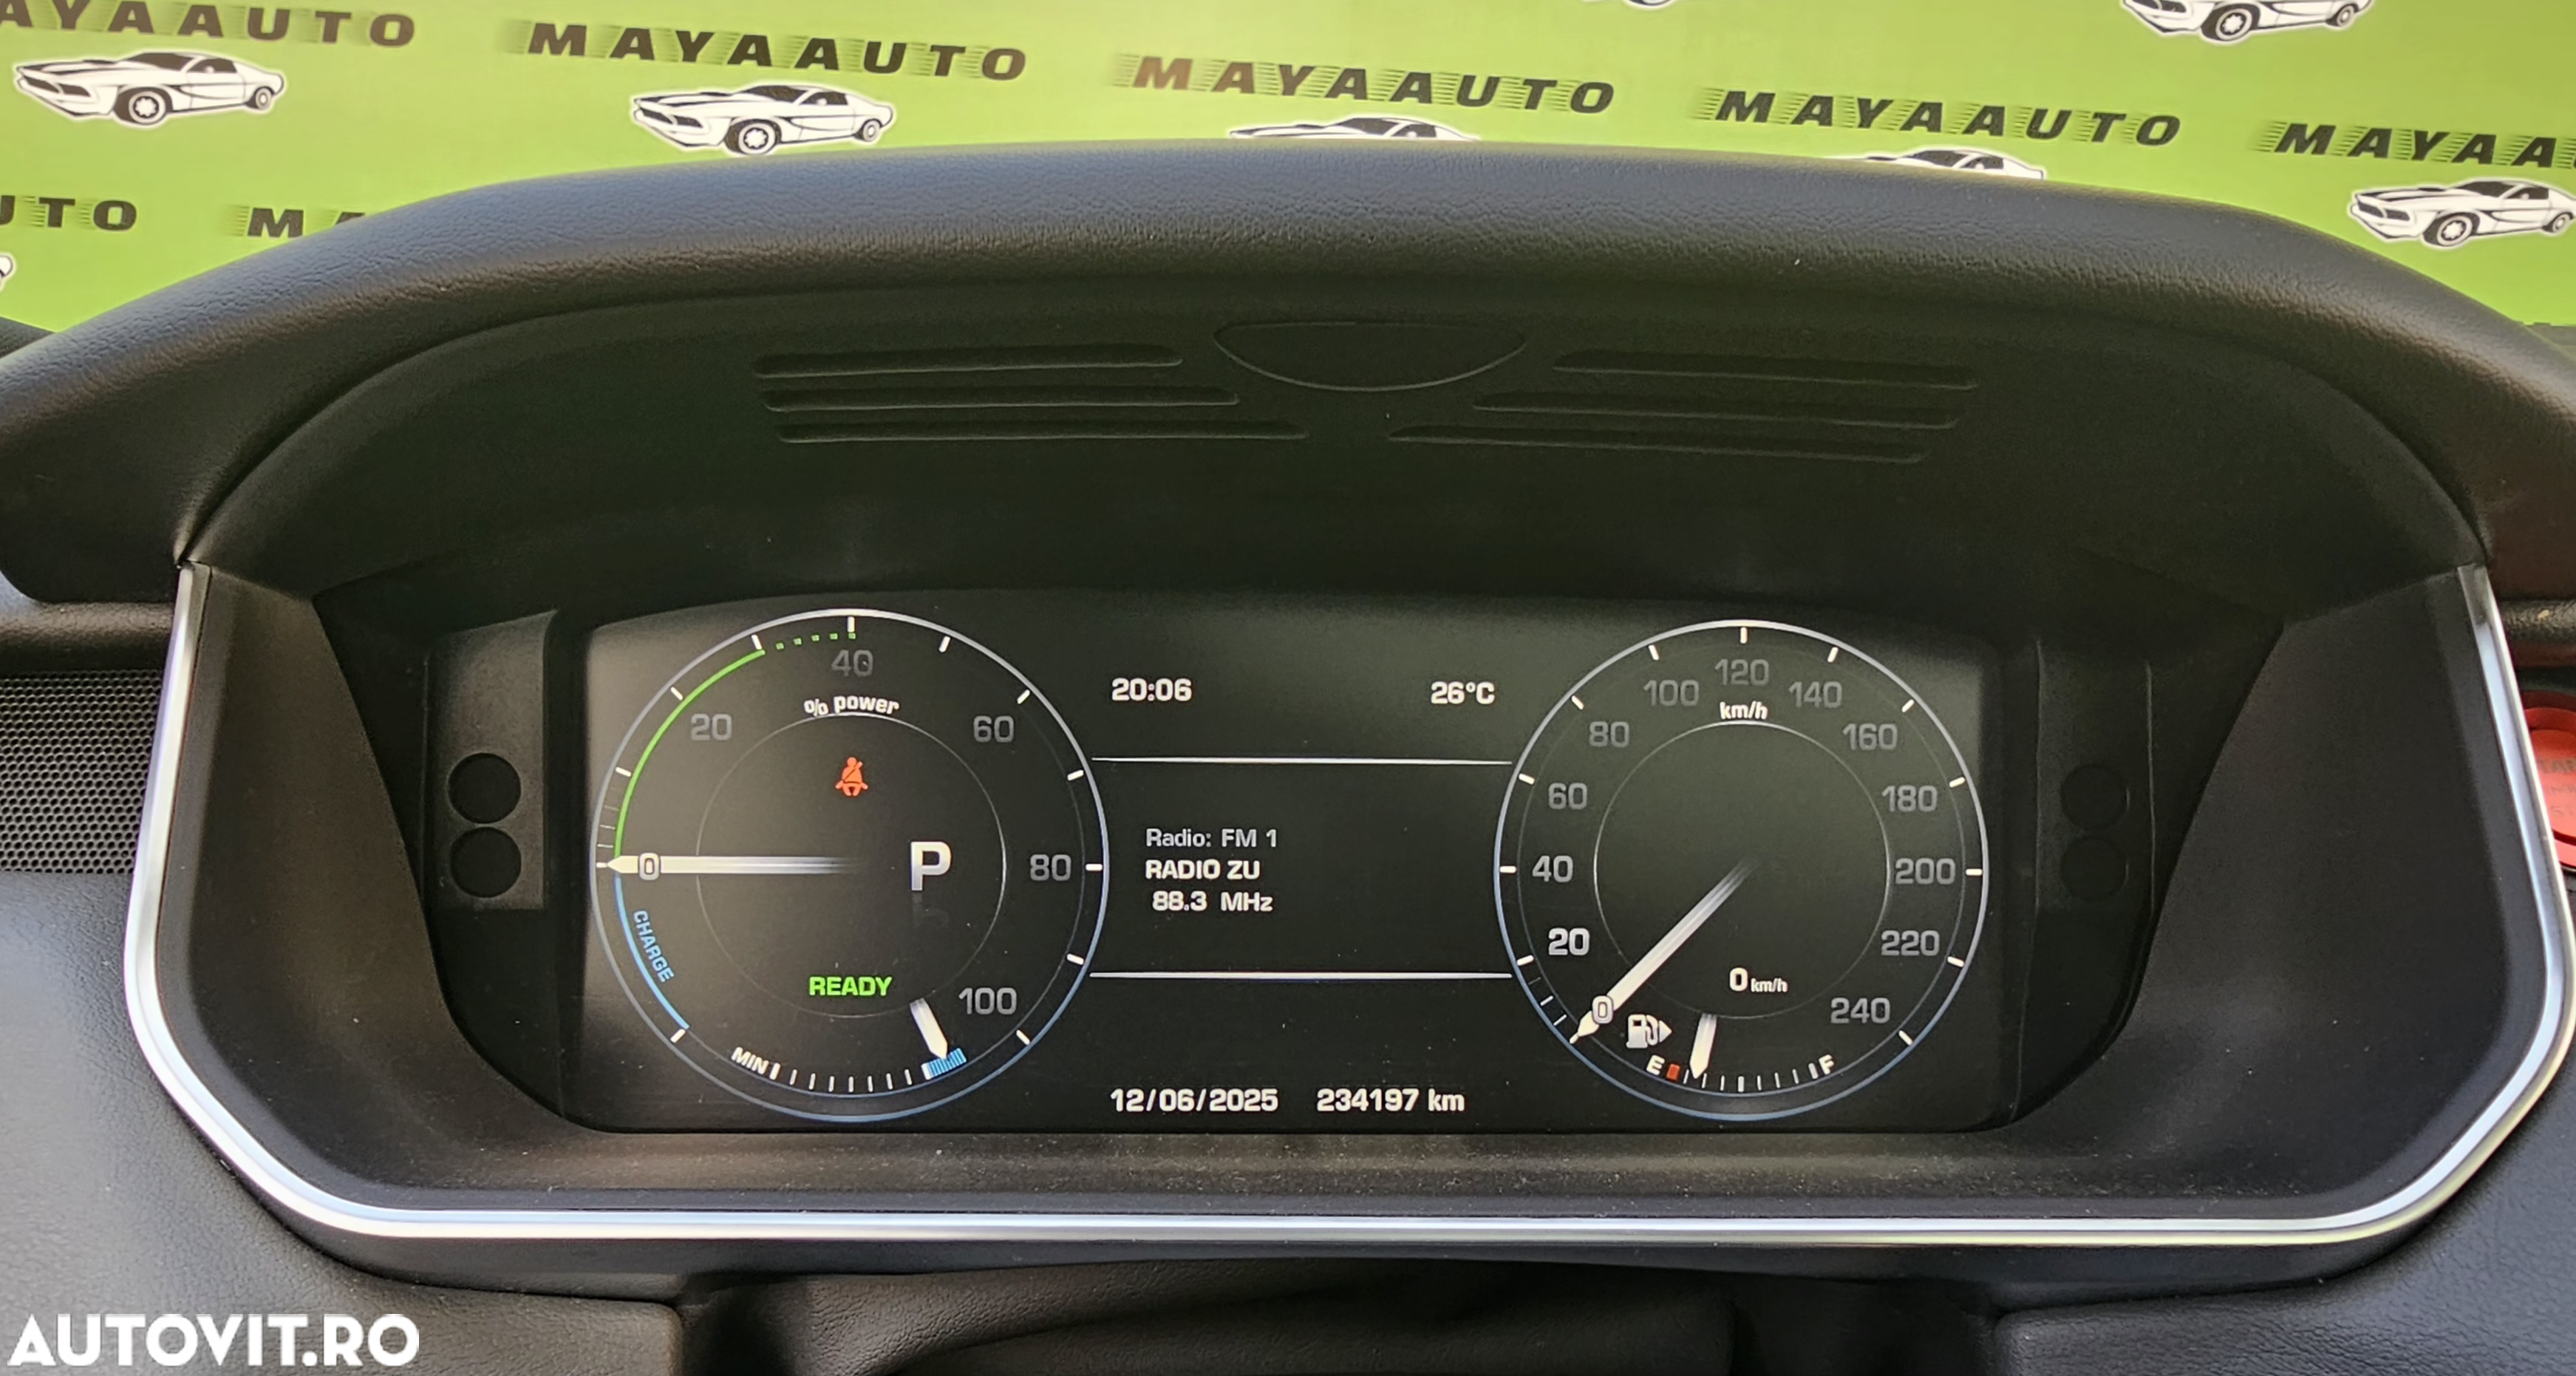 AYAAUTO
MAYAAUTO
MAYAAUTO
MAYAAUTO
MAYAA
UTO
M
40
% power
20
60
0
P
80
CHARGE
READY
100
MIN
20:06
26°C
Radio: FM 1
RADIO ZU
88.3 MHz
12/06/2025
234197 km
120
100
140
km/h
80
160
60
180
40
200
20
220
0 km/h
0
240
E
F
AUTOVIT.RO